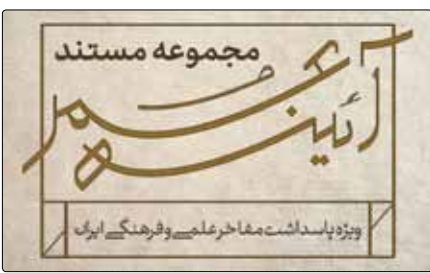 مجموعه مستند
آئینه عمر
ویژه پاسداشت مفاخر علمی و فرهنگی ایران